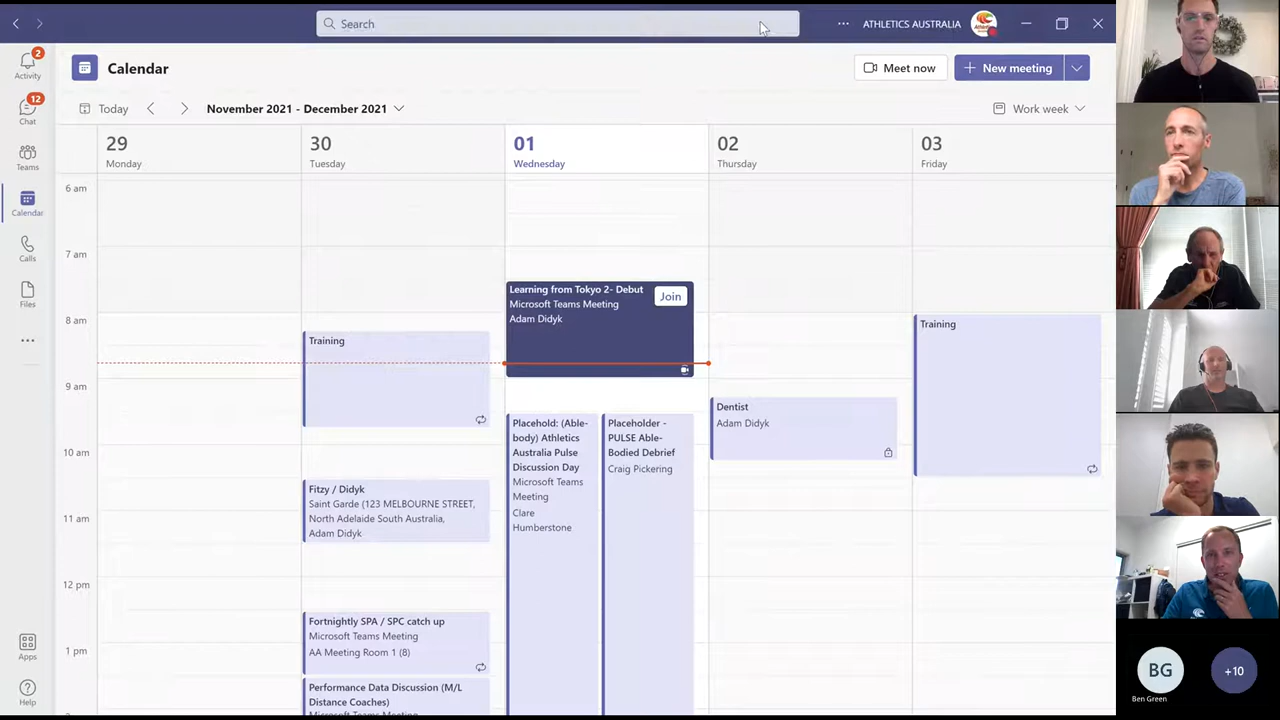 Search
ATHLETICS AUSTRALIA
2
Activity
12
Chat
Teams
Calendar
Calls
Files
Apps
Help
Calendar
Meet now
New meeting
Today
November 2021 - December 2021
Work week
29
Monday
30
Tuesday
01
Wednesday
02
Thursday
03
Friday
6 am
7 am
8 am
9 am
10 am
11 am
12 pm
1 pm
Training
Fitzy / Didyk
Saint Garde (123 MELBOURNE STREET,
North Adelaide South Australia,
Adam Didyk
Fortnightly SPA / SPC catch up
Microsoft Teams Meeting
AA Meeting Room 1 (8)
Performance Data Discussion (M/L
Distance Coaches)
Microsoft Teams Meeting
Learning from Tokyo 2- Debut
Join
Microsoft Teams Meeting
Adam Didyk
Placehold: (Able-
body) Athletics
Australia Pulse
Discussion Day
Microsoft Teams
Meeting
Clare
Humberstone
Placeholder -
PULSE Able-
Bodied Debrief
Craig Pickering
Dentist
Adam Didyk
Training
BG
Ben Green
+10